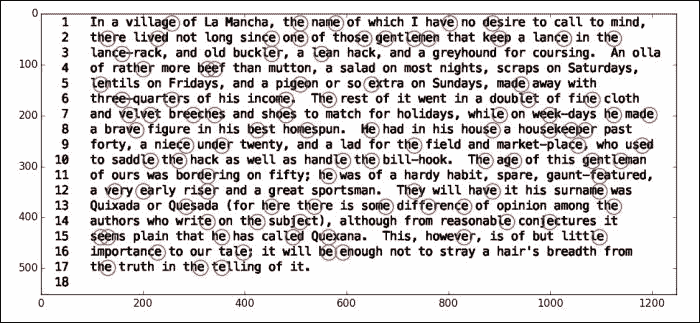 0
1 In a village of La Mancha, the name of which I have no desire to call to mind,
2 there lived not long since one of those gentlemen that keep a lance in the
3 lance-rack, and old buckler, a lean hack, and a greyhound for coursing. An olla
100
4 of rather more beef than mutton, a salad on most nights, scraps on Saturdays,
5 lentils on Fridays, and a pigeon or so extra on Sundays, made away with
6 three-quarters of his income. The rest of it went in a doublet of fine cloth
200
7 and velvet breeches and shoes to match for holidays, while on week-days he made
8 a brave figure in his best homespun. He had in his house a housekeeper past
9 forty, a niece under twenty, and a lad for the field and market-place, who used
300
10 to saddle the hack as well as handle the bill-hook. The age of this gentleman
11 of ours was bordering on fifty; he was of a hardy habit, spare, gaunt-featured,
12 a very early riser and a great sportsman. They will have it his surname was
13 Quixada or Quesada (for here there is some difference of opinion among the
400
14 authors who write on the subject), although from reasonable conjectures it
15 seems plain that he has called Quexana. This, however, is of but little
16 importance to our tale; it will be enough not to stray a hair's breadth from
500
17 the truth in the telling of it.
18
0 200 400 600 800 1000 1200